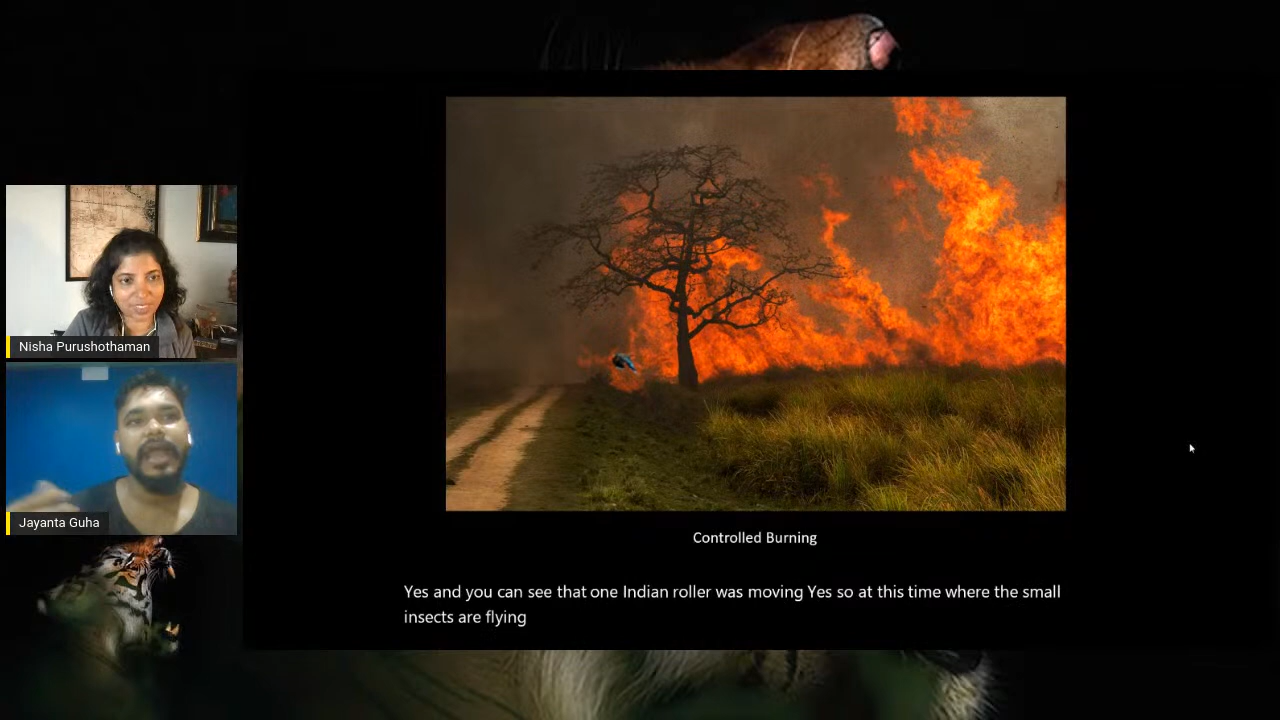 Nisha Purushothaman
Jayanta Guha
Controlled Burning
Yes and you can see that one Indian roller was moving Yes so at this time where the small
insects are flying